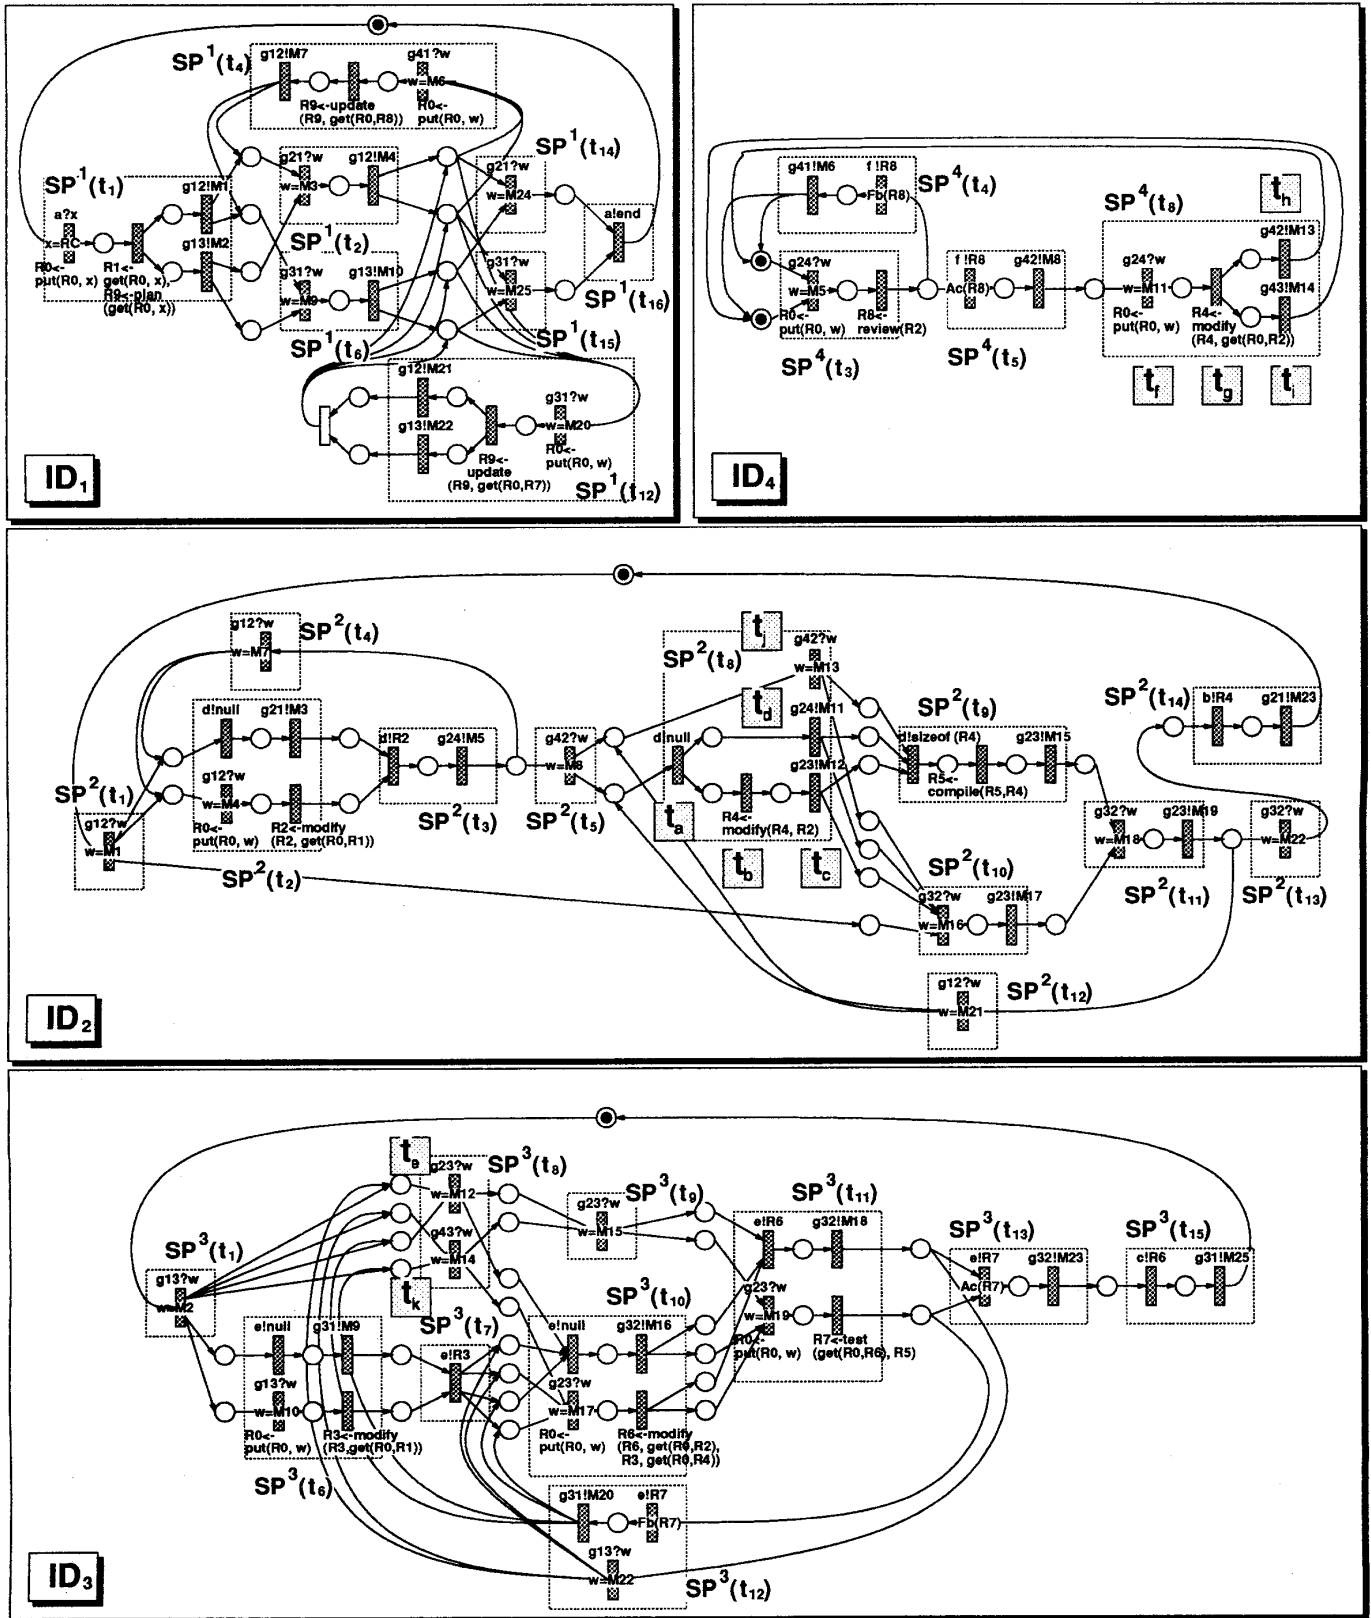 g12!M7
g41?w
SP¹(t₄)
w=M6
R9<-update
(R9, get(R0,R8))
R0<-
put(R0, w)
SP¹(t₁)
g12!M1
g21?w
w=M3
g12!M4
SP¹(t₁₄)
g21?w
w=M24
a?x
x=RC
g13!M2
SP¹(t₂)
a!end
R0<-
put(R0, x)
R1<-
get(R0, x),
R9<-plan
(get(R0, x))
g31?w
w=M9
g13!M10
g31?w
w=M25
SP¹(t₁₆)
SP¹(t₆)
SP¹(t₁₅)
g12!M21
g31?w
g13!M22
w=M20
R9<-
update
(R9, get(R0,R7))
R0<-
put(R0, w)
SP¹(t₁₂)
ID₁
g41!M6
f !R8
Fb(R8)
SP⁴(t₄)
SP⁴(t₈)
tₕ
g42!M13
g24?w
w=M5
f !R8
Ac(R8)
g42!M8
g24?w
w=M11
g43!M14
R0<-
put(R0, w)
R8<-
review(R2)
R0<-
put(R0, w)
R4<-
modify
(R4, get(R0,R2))
SP⁴(t₃)
SP⁴(t₅)
t_f
t_g
tᵢ
ID₄
g12?w
w=M7
SP²(t₄)
tⱼ
SP²(t₈)
g42?w
w=M13
d!null
g21!M3
t_d
g24!M11
SP²(t₉)
SP²(t₁₄)
b!R4
g21!M23
d!R2
g24!M5
g42?w
w=M8
d!null
d!sizeof (R4)
g23!M15
g12?w
w=M4
g23!M12
R5<-
compile(R5,R4)
SP²(t₁)
g12?w
w=M1
R0<-
put(R0, w)
R2<-modify
(R2, get(R0,R1))
SP²(t₃)
SP²(t₅)
tₐ
R4<-
modify(R4, R2)
g32?w
w=M18
g23!M19
g32?w
w=M22
SP²(t₂)
t_b
t_c
SP²(t₁₀)
SP²(t₁₁)
SP²(t₁₃)
g32?w
w=M16
g23!M17
g12?w
w=M21
SP²(t₁₂)
ID₂
tₑ
g23?w
w=M12
SP³(t₈)
g23?w
w=M15
SP³(t₉)
SP³(t₁₁)
e!R6
g32!M18
SP³(t₁)
g43?w
w=M14
SP³(t₁₃)
SP³(t₁₅)
g13?w
w=M2
tₖ
e!R7
Ac(R7)
g32!M23
c!R6
g31!M25
SP³(t₇)
SP³(t₁₀)
g23?w
w=M19
e!null
g31!M9
e!R3
e!null
g32!M16
R0<-
put(R0, w)
R7<-test
(get(R0,R6), R5)
g13?w
w=M10
g23?w
w=M17
R0<-
put(R0, w)
R3<-modify
(R3,get(R0,R1))
R0<-
put(R0, w)
R6<-modify
(R6, get(R0,R2),
R3, get(R0,R4))
SP³(t₆)
g31!M20
e!R7
Fb(R7)
g13?w
w=M22
SP³(t₁₂)
ID₃